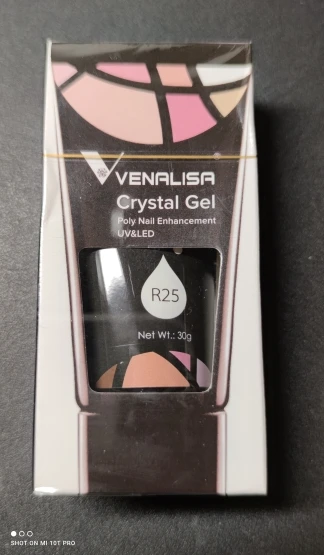 VENALISA
Crystal Gel
Poly Nail Enhancement
UV&LED
R25
Net Wt.: 30g
SHOT ON MI 10T PRO